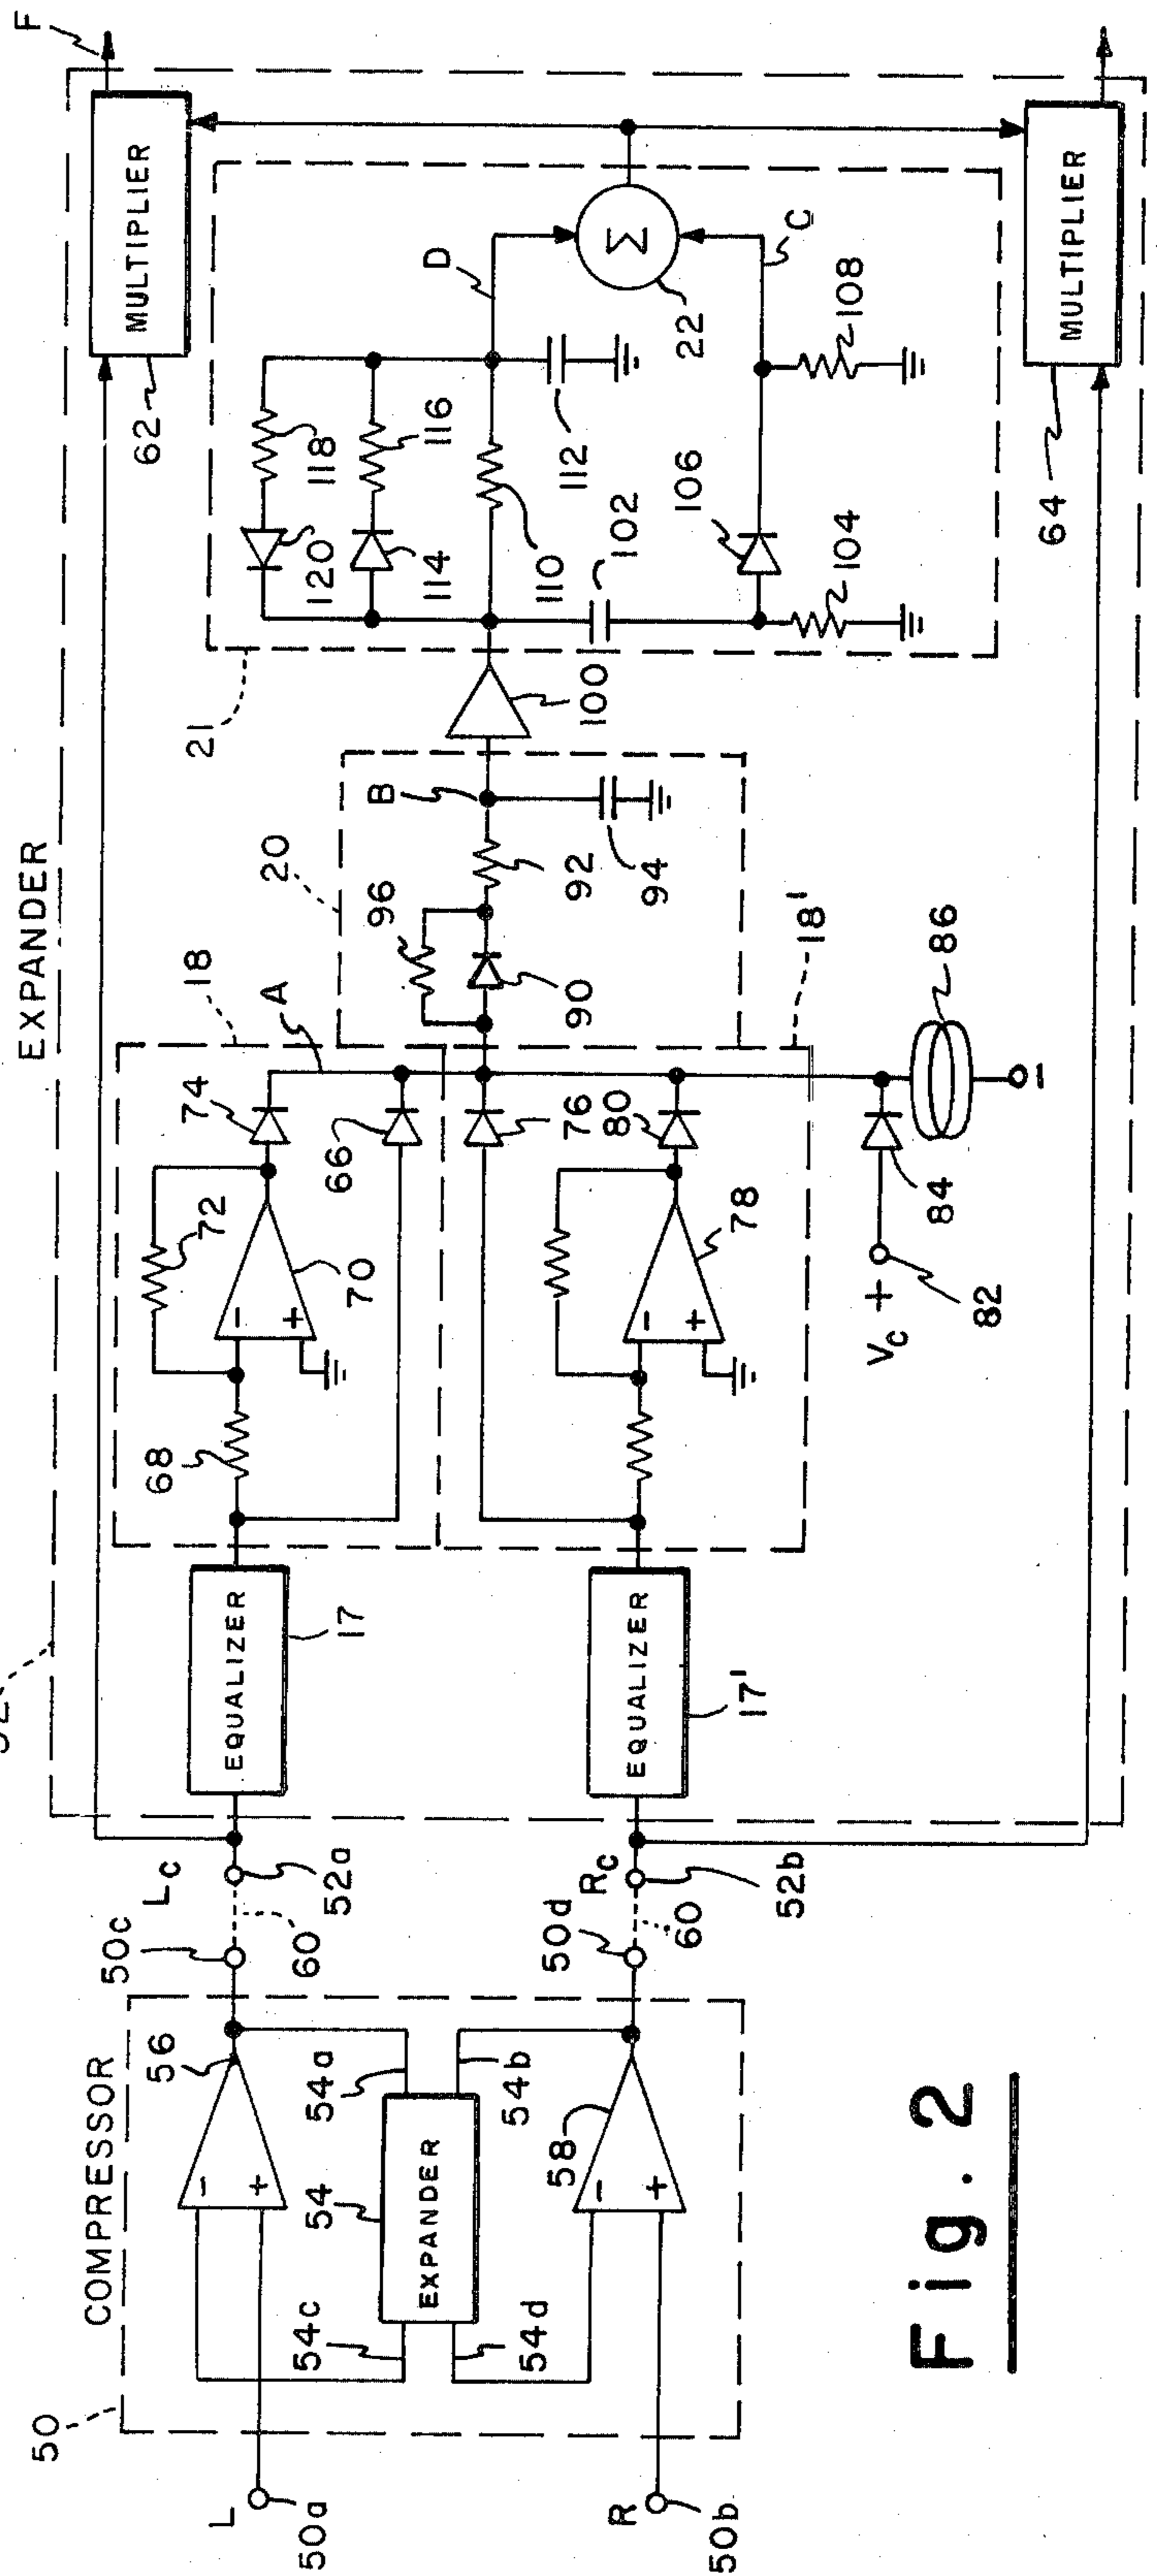 EXPANDER
52
F
MULTIPLIER
62
21
D
118
120
116
114
110
112
102
Σ
22
C
106
108
104
100
MULTIPLIER
64
20
B
96
92
94
90
18
A
18'
74
72
66
70
68
-
+
76
80
78
-
+
86
84
82
Vc +
-
EQUALIZER
17
EQUALIZER
17'
Lc
52a
Rc
52b
60
60
50c
50d
COMPRESSOR
50
56
-
+
54a
54b
54
EXPANDER
54c
54d
58
-
+
L
50a
R
50b
Fig. 2